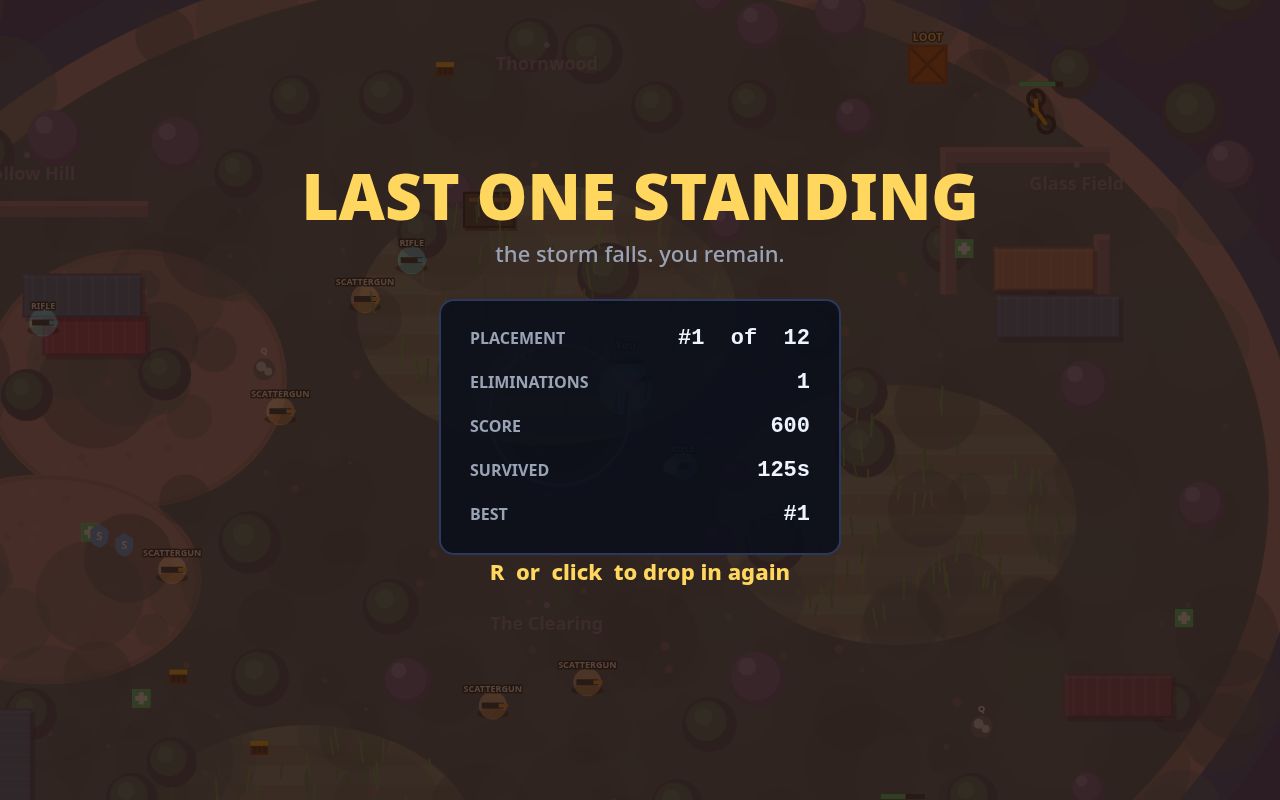 LOOT
Thornwood
ollow Hill
Glass Field
LAST ONE STANDING
the storm falls. you remain.
RIFLE
SCATTERGUN
RIFLE
PLACEMENT #1 of 12
Q
ELIMINATIONS 1
SCATTERGUN
SCORE 600
SURVIVED 125s
BEST #1
S
S
SCATTERGUN
R or click to drop in again
The Clearing
SCATTERGUN
SCATTERGUN
Q